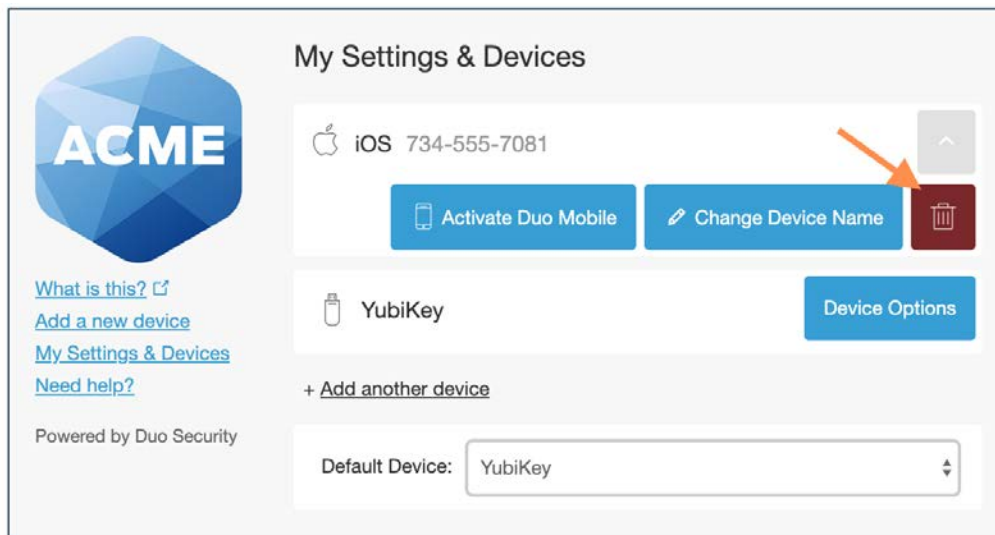 ACME
What is this?
Add a new device
My Settings & Devices
Need help?
Powered by Duo Security
My Settings & Devices
iOS 734-555-7081
Activate Duo Mobile
Change Device Name
YubiKey
Device Options
+ Add another device
Default Device: YubiKey